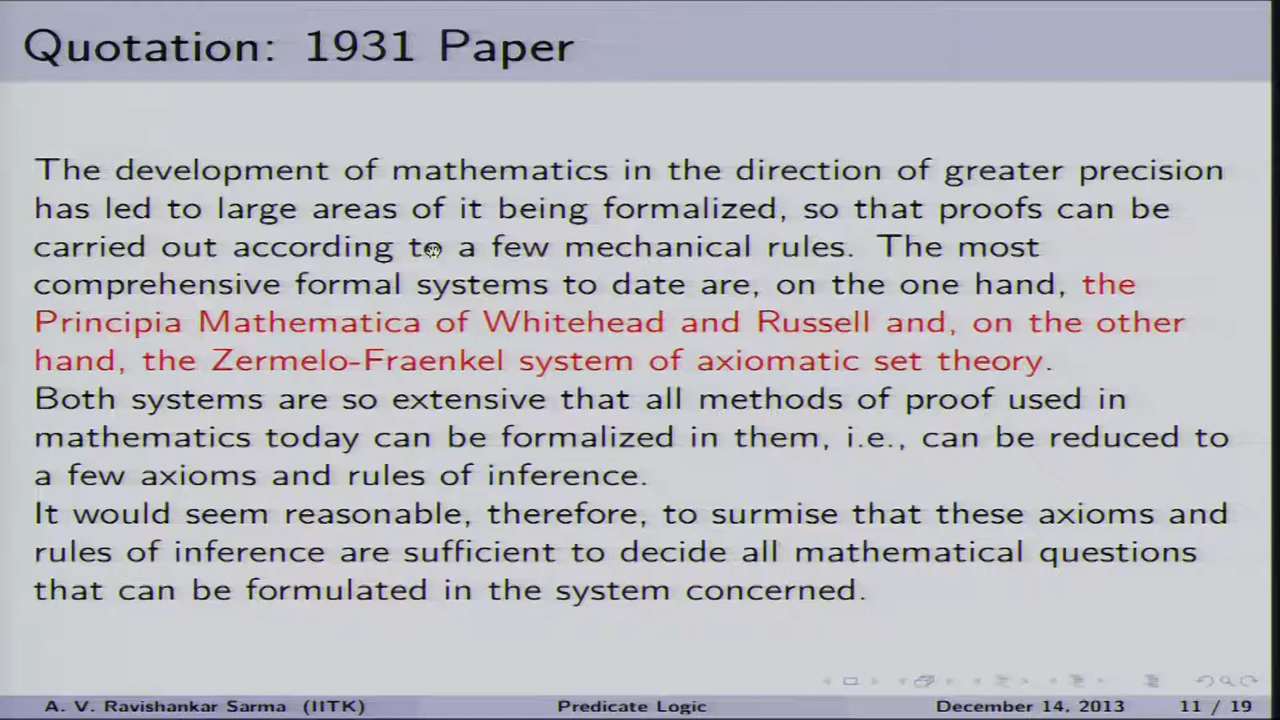 Quotation: 1931 Paper
The development of mathematics in the direction of greater precision
has led to large areas of it being formalized, so that proofs can be
carried out according to a few mechanical rules. The most
comprehensive formal systems to date are, on the one hand, the
Principia Mathematica of Whitehead and Russell and, on the other
hand, the Zermelo-Fraenkel system of axiomatic set theory.
Both systems are so extensive that all methods of proof used in
mathematics today can be formalized in them, i.e., can be reduced to
a few axioms and rules of inference.
It would seem reasonable, therefore, to surmise that these axioms and
rules of inference are sufficient to decide all mathematical questions
that can be formulated in the system concerned.
A. V. Ravishankar Sarma (IITK) Predicate Logic December 14, 2013 11 / 19